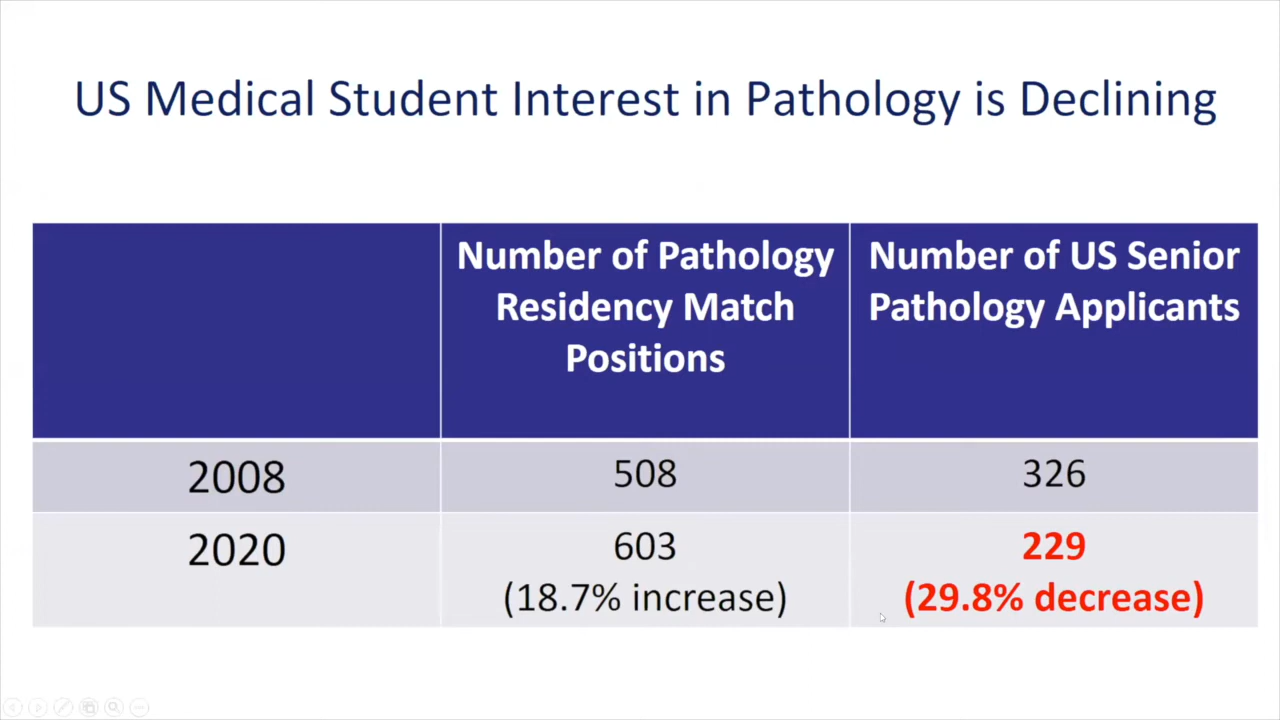 US Medical Student Interest in Pathology is Declining
Number of Pathology
Residency Match
Positions
Number of US Senior
Pathology Applicants
2008
508
326
2020
603
(18.7% increase)
229
(29.8% decrease)